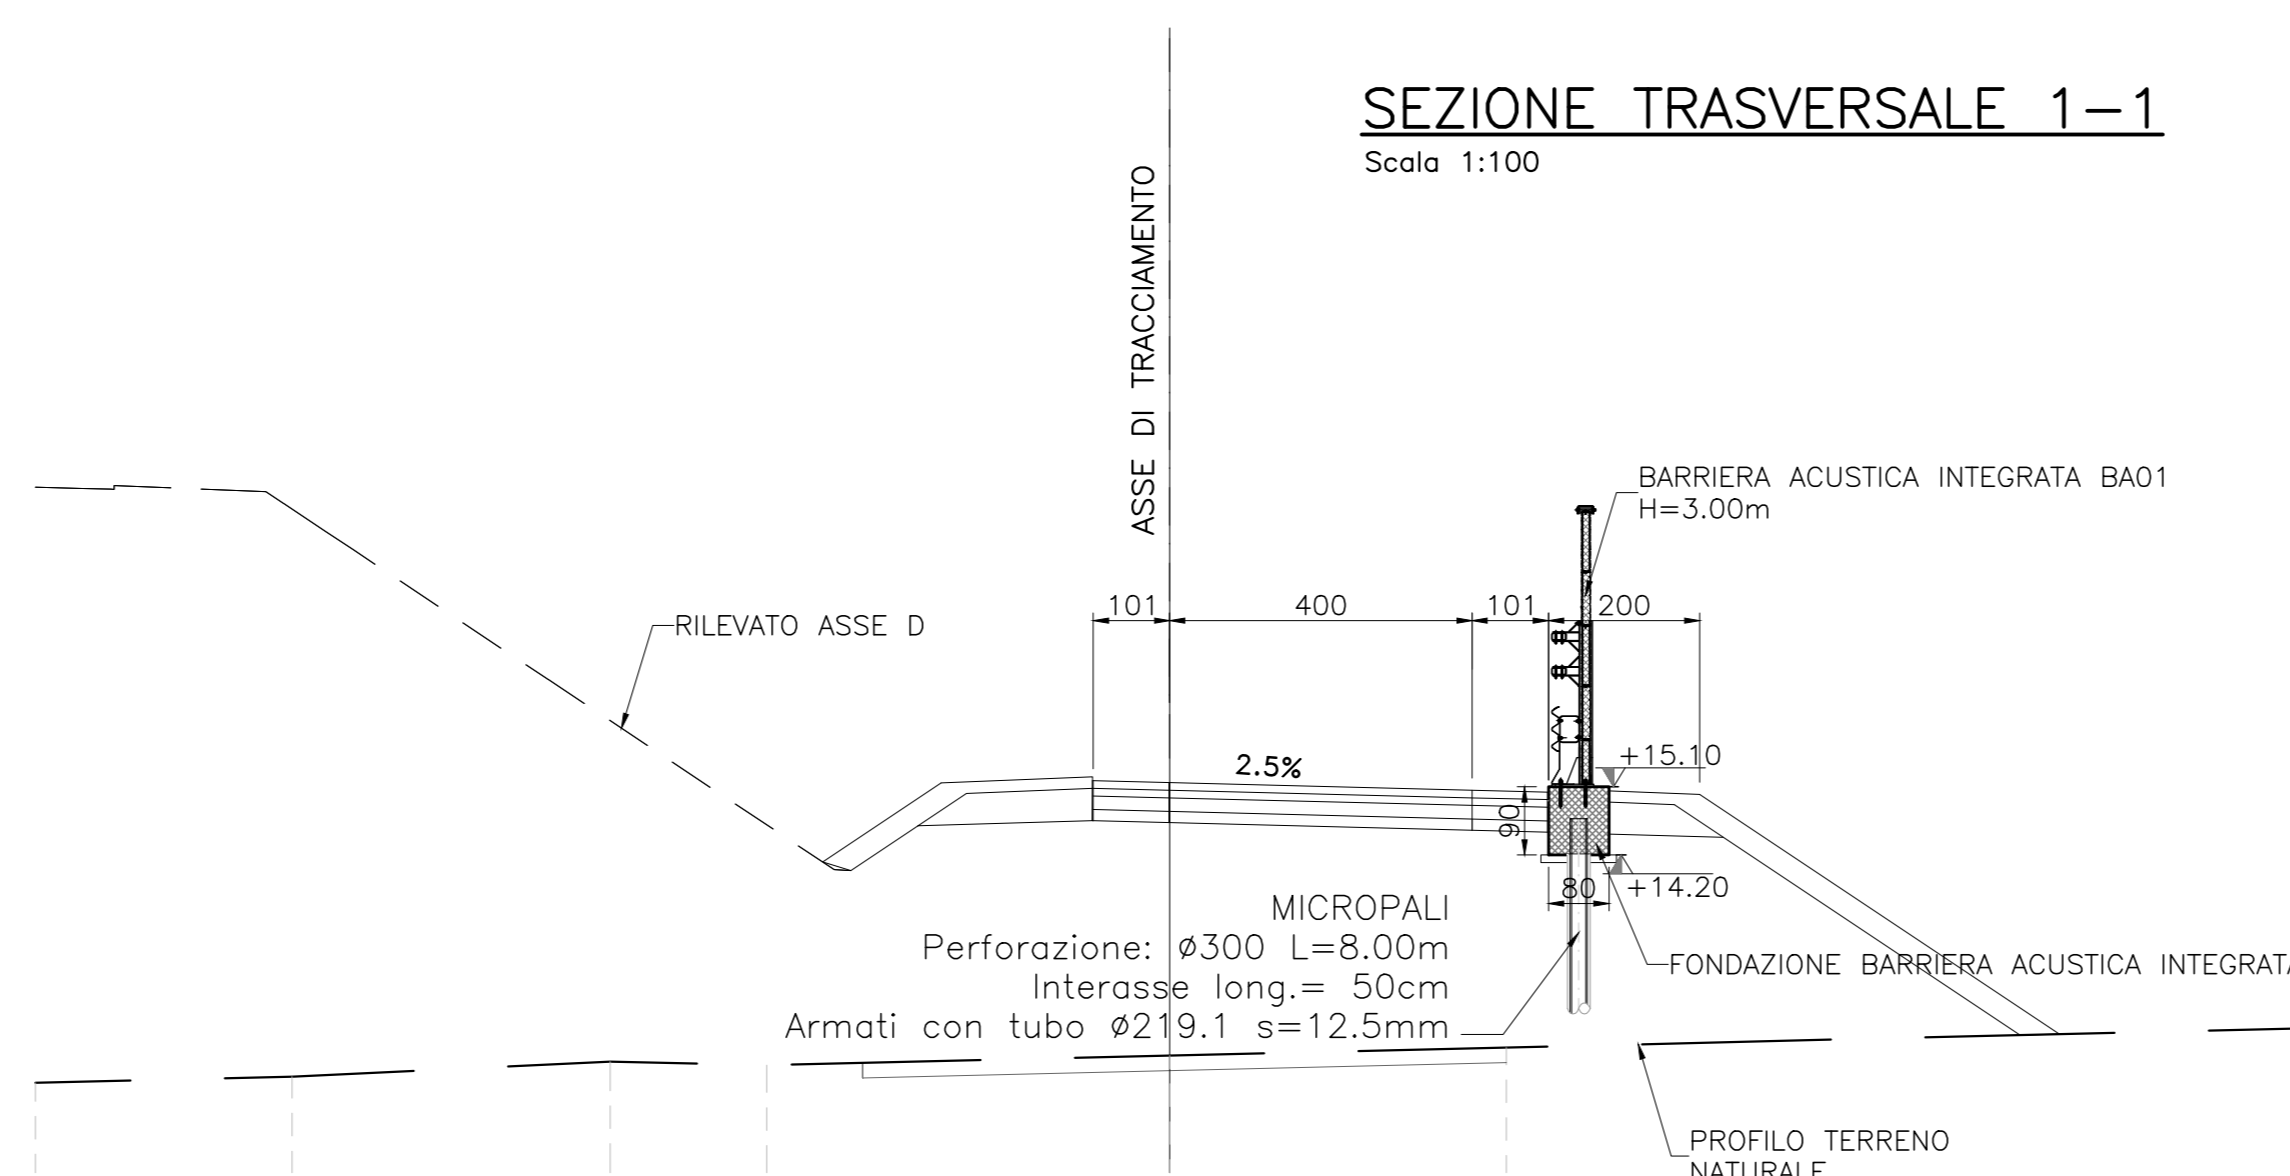 SEZIONE TRASVERSALE 1-1
Scala 1:100
ASSE DI TRACCIAMENTO
BARRIERA ACUSTICA INTEGRATA BA01
H=3.00m
101
400
101
200
RILEVATO ASSE D
2.5%
+15.10
90
80
+14.20
MICROPALI
Perforazione: ø300 L=8.00m
Interasse long.= 50cm
Armati con tubo ø219.1 s=12.5mm
FONDAZIONE BARRIERA ACUSTICA INTEGRATA
PROFILO TERRENO
NATURALE